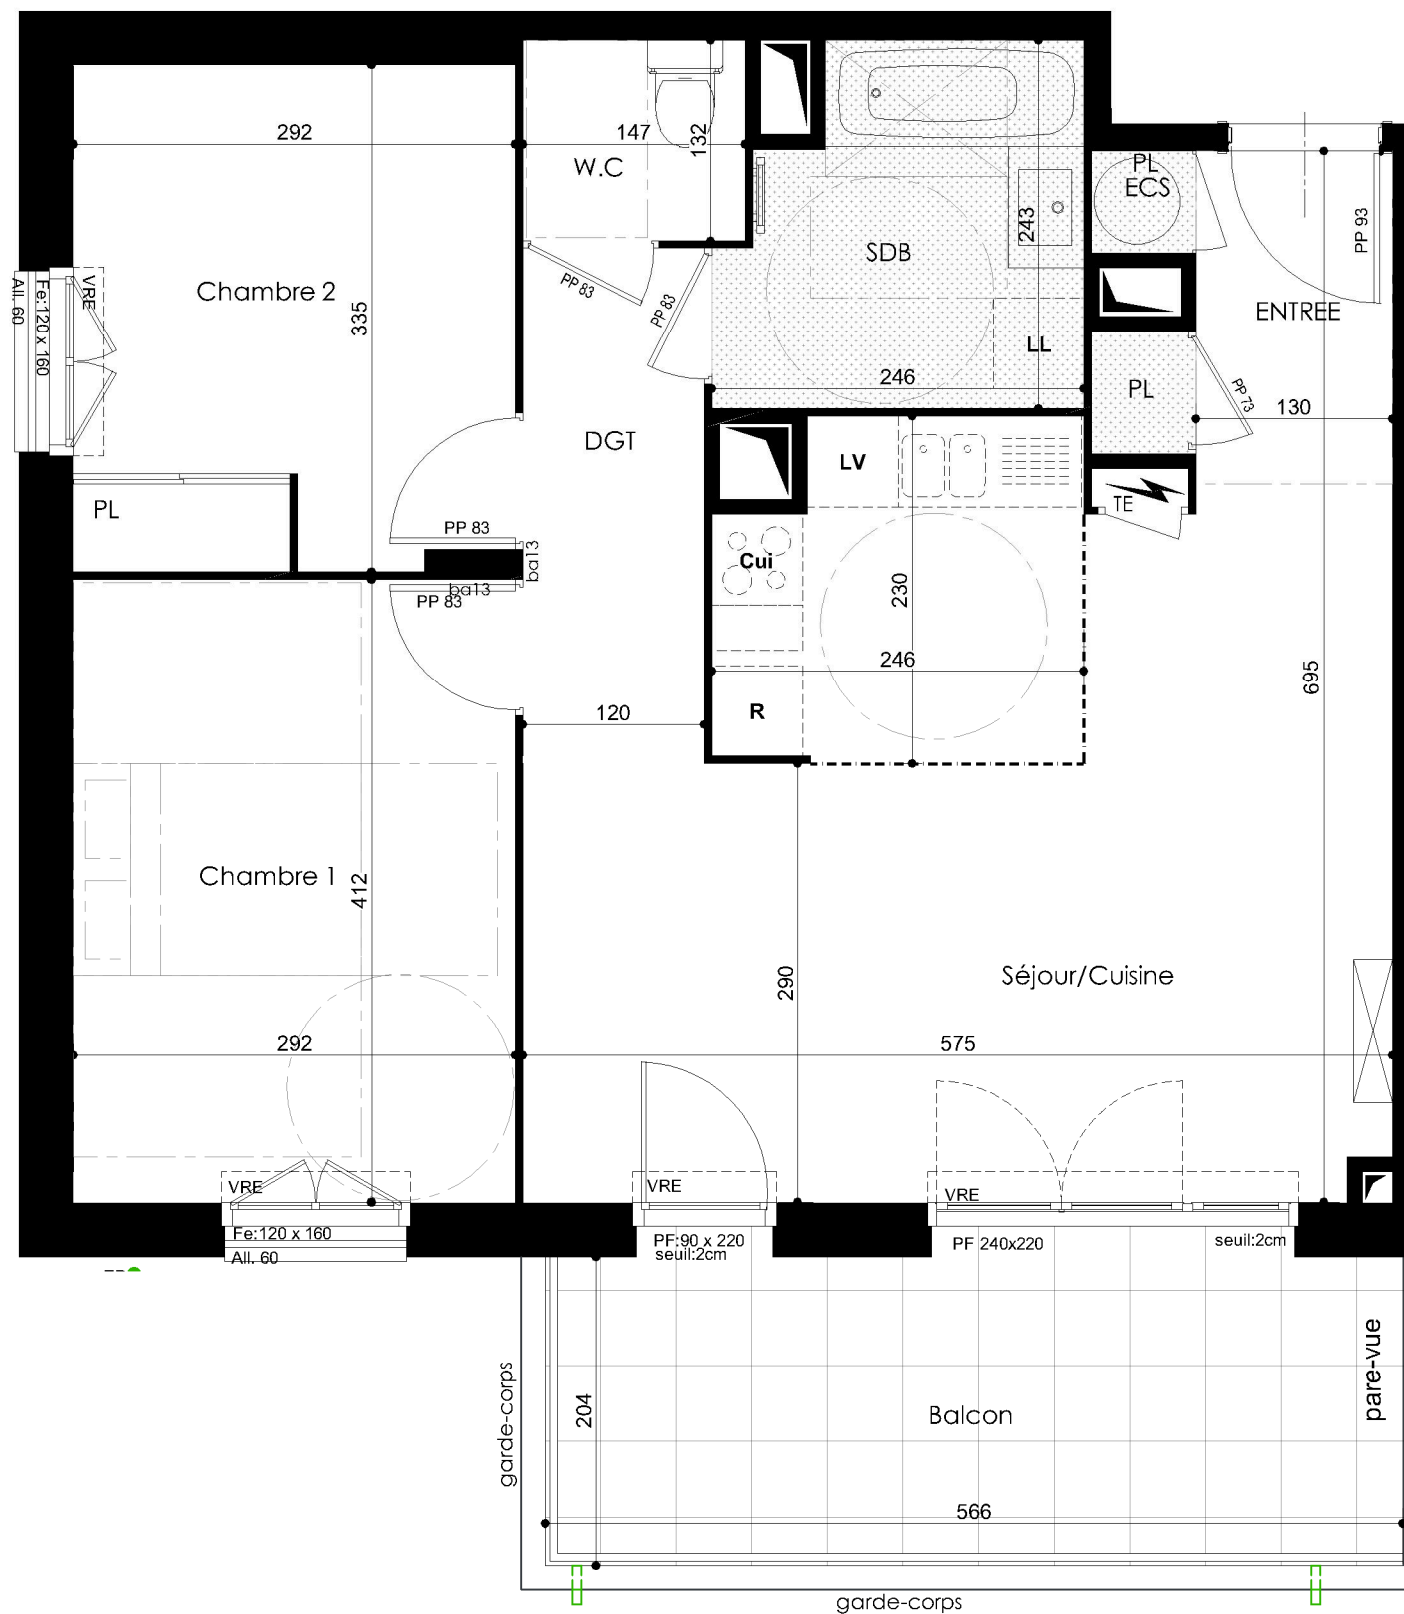 292
147
132
W.C
PL
ECS
PP 93
243
SDB
PP 83
PP 83
Chambre 2
335
VRE
Fe:120 x 160
All. 60
ENTREE
LL
246
PL
PP 73
130
DGT
LV
PL
TE
PP 83
ba13
Cui
ba13
PP 83
230
246
695
R
120
Chambre 1
412
290
Séjour/Cuisine
292
575
VRE
VRE
VRE
Fe:120 x 160
All. 60
PF:90 x 220
seuil:2cm
PF 240x220
seuil:2cm
garde-corps
204
Balcon
pare-vue
566
garde-corps